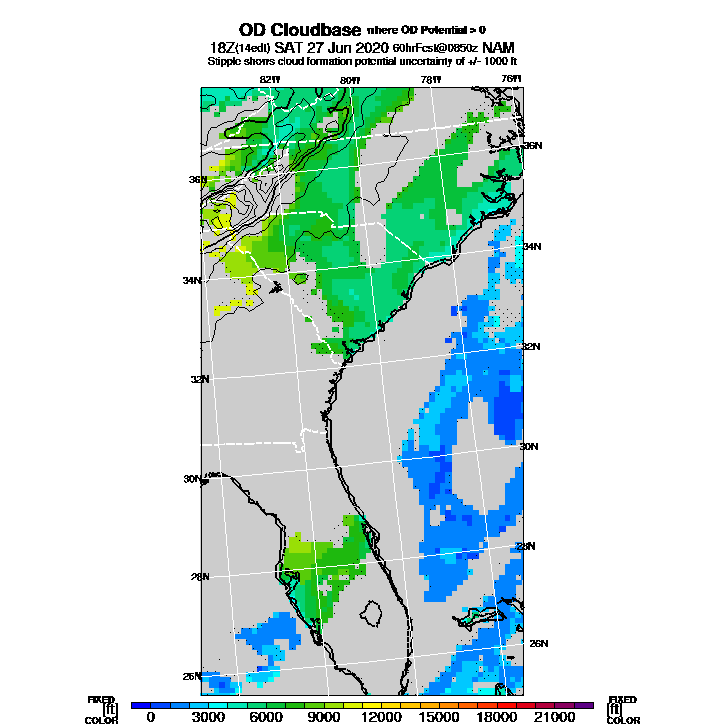 OD Cloudbase where OD Potential > 0
18Z(14edt) SAT 27 Jun 2020 60hrFcst@0850z NAM
Stipple shows cloud formation potential uncertainty of +/- 1000 ft
82W 80W 78W 76W
36N 36N
34N 34N
32N 32N
30N 30N
28N 28N
26N 26N
FIXED FIXED
[ft] 0 3000 6000 9000 12000 15000 18000 21000 [ft]
COLOR COLOR